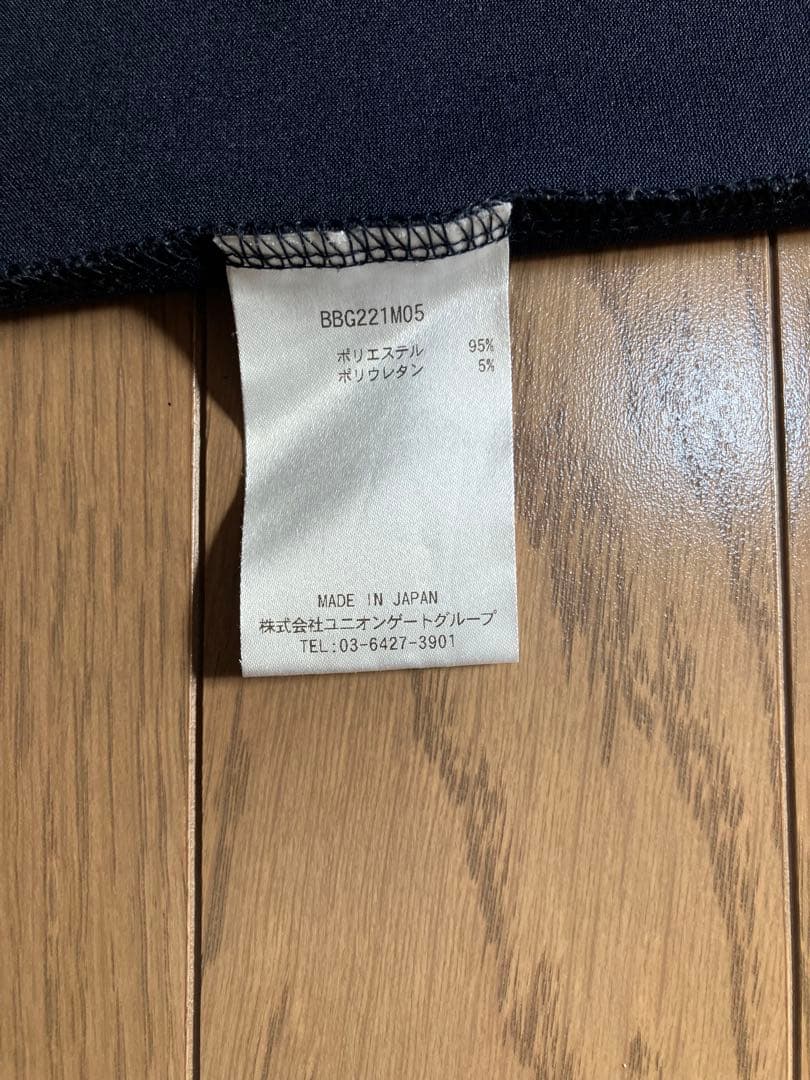 BBG221M05
ポリエステル 95%
ポリウレタン 5%
MADE IN JAPAN
株式会社ユニオンゲートグループ
TEL:03-6427-3901